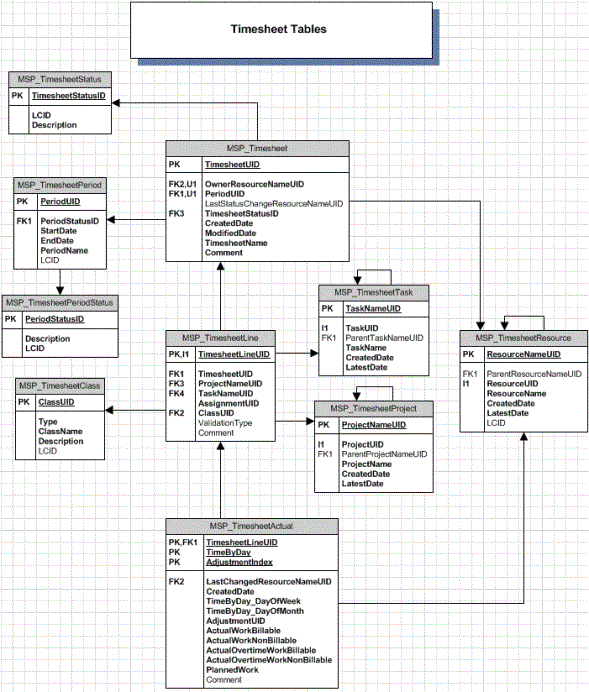 Timesheet Tables
MSP_TimesheetStatus
PK TimesheetStatusID
LCID
Description
MSP_Timesheet
PK TimesheetUID
FK2,U1 OwnerResourceNameUID
FK1,U1 PeriodUID
LastStatusChangeResourceNameUID
FK3 TimesheetStatusID
CreatedDate
ModifiedDate
TimesheetName
Comment
MSP_TimesheetPeriod
PK PeriodUID
FK1 PeriodStatusID
StartDate
EndDate
PeriodName
LCID
MSP_TimesheetPeriodStatus
PK PeriodStatusID
Description
LCID
MSP_TimesheetTask
PK TaskNameUID
I1 TaskUID
FK1 ParentTaskNameUID
TaskName
CreatedDate
LatestDate
MSP_TimesheetLine
PK,I1 TimesheetLineUID
FK1 TimesheetUID
FK3 ProjectNameUID
FK4 TaskNameUID
AssignmentUID
FK2 ClassUID
ValidationType
Comment
MSP_TimesheetResource
PK ResourceNameUID
FK1 ParentResourceNameUID
I1 ResourceUID
ResourceName
CreatedDate
LatestDate
LCID
MSP_TimesheetClass
PK ClassUID
Type
ClassName
Description
LCID
MSP_TimesheetProject
PK ProjectNameUID
I1 ProjectUID
FK1 ParentProjectNameUID
ProjectName
CreatedDate
LatestDate
MSP_TimesheetActual
PK,FK1 TimesheetLineUID
PK TimeByDay
PK AdjustmentIndex
FK2 LastChangedResourceNameUID
CreatedDate
TimeByDay_DayOfWeek
TimeByDay_DayOfMonth
AdjustmentUID
ActualWorkBillable
ActualWorkNonBillable
ActualOvertimeWorkBillable
ActualOvertimeWorkNonBillable
PlannedWork
Comment